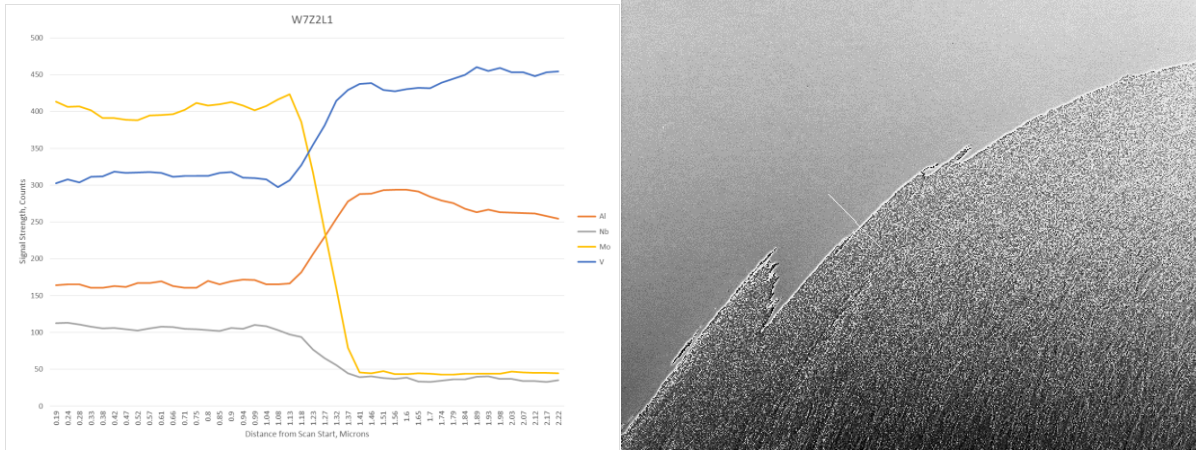 W7Z2L1
500
450
400
350
300
250
200
150
100
50
0
Signal Strength, Counts
0.19 0.24 0.28 0.33 0.38 0.42 0.47 0.52 0.57 0.61 0.66 0.71 0.75 0.8 0.85 0.9 0.94 0.99 1.04 1.08 1.13 1.18 1.23 1.27 1.32 1.37 1.41 1.46 1.51 1.56 1.6 1.65 1.7 1.74 1.79 1.84 1.89 1.93 1.98 2.03 2.07 2.12 2.17 2.22
Distance from Scan Start, Microns
Al
Nb
Mo
V